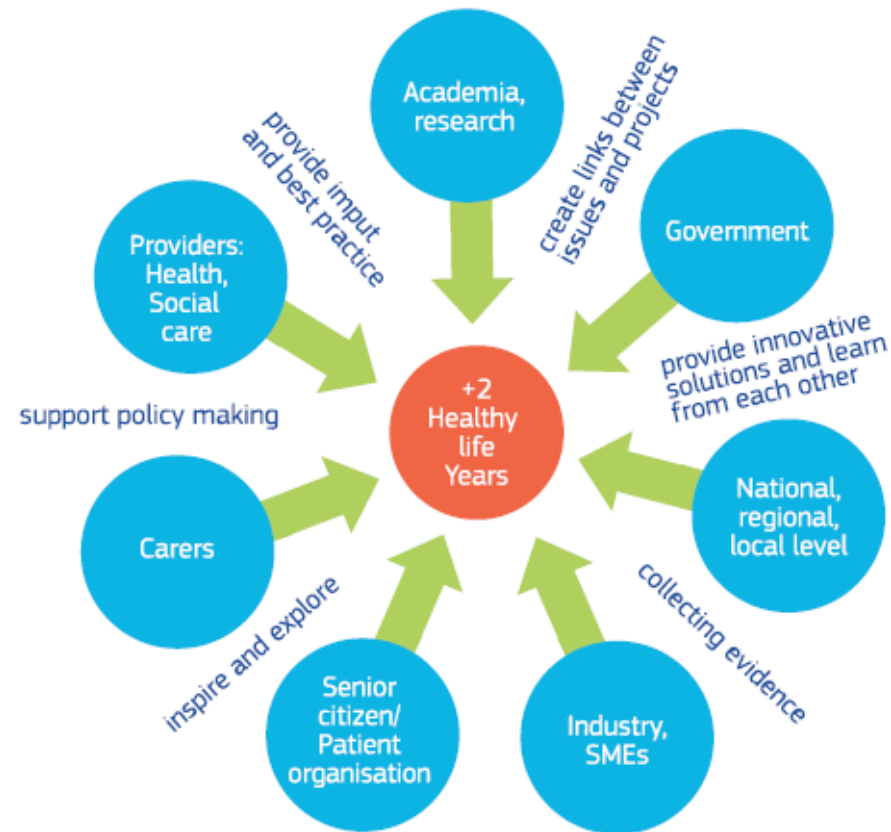 Academia,
research
create links between
issues and projects
Government
provide innovative
solutions and learn
from each other
National,
regional,
local level
collecting evidence
Industry,
SMEs
Senior
citizen/
Patient
organisation
inspire and explore
Carers
support policy making
Providers:
Health,
Social
care
provide imput
and best practice
+2
Healthy
life
Years